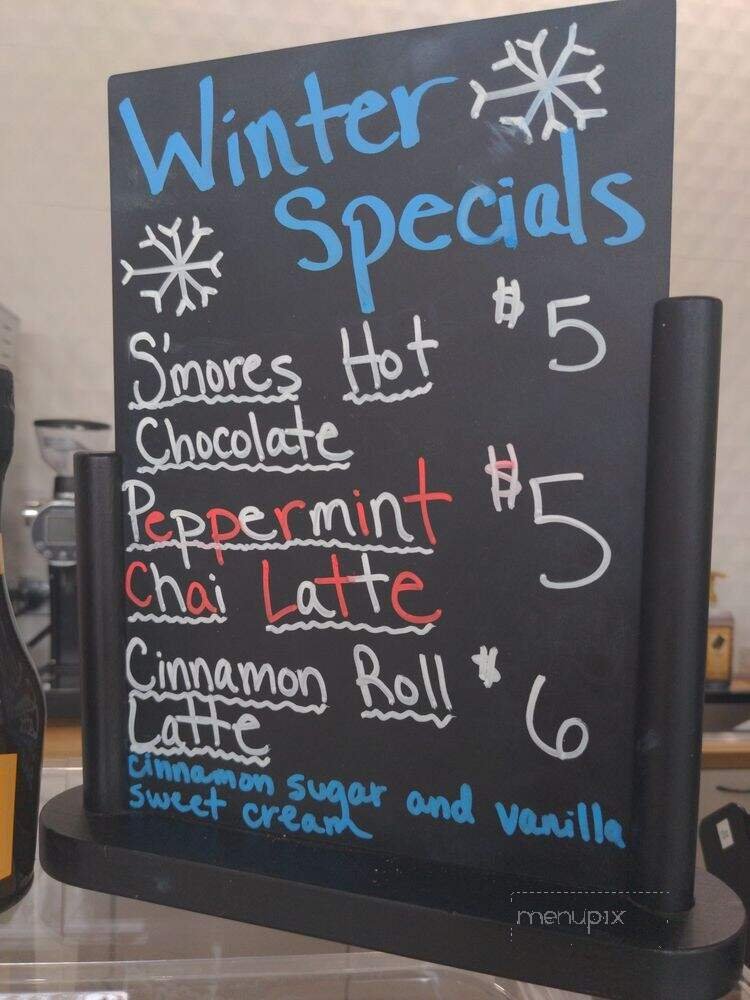 Winter
Specials
S'mores Hot $5
Chocolate
Peppermint $5
Chai Latte
Cinnamon Roll $6
Latte
cinnamon sugar and vanilla
sweet cream
menupix